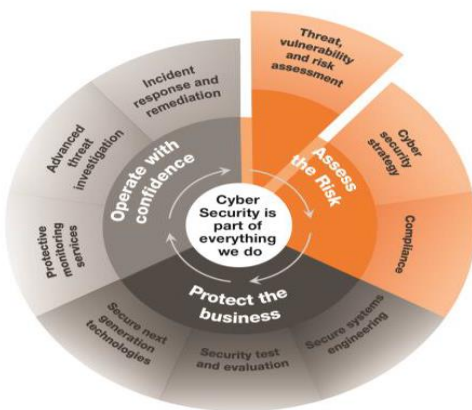 Threat,
vulnerability
and risk
assessment
Cyber
security
strategy
Compliance
Assess
the Risk
Secure systems
engineering
Security test
and evaluation
Secure next
generation
technologies
Protect the
business
Protective
monitoring
services
Advanced
threat
investigation
Incident
response and
remediation
Operate with
confidence
Cyber
Security is
part of
everything
we do